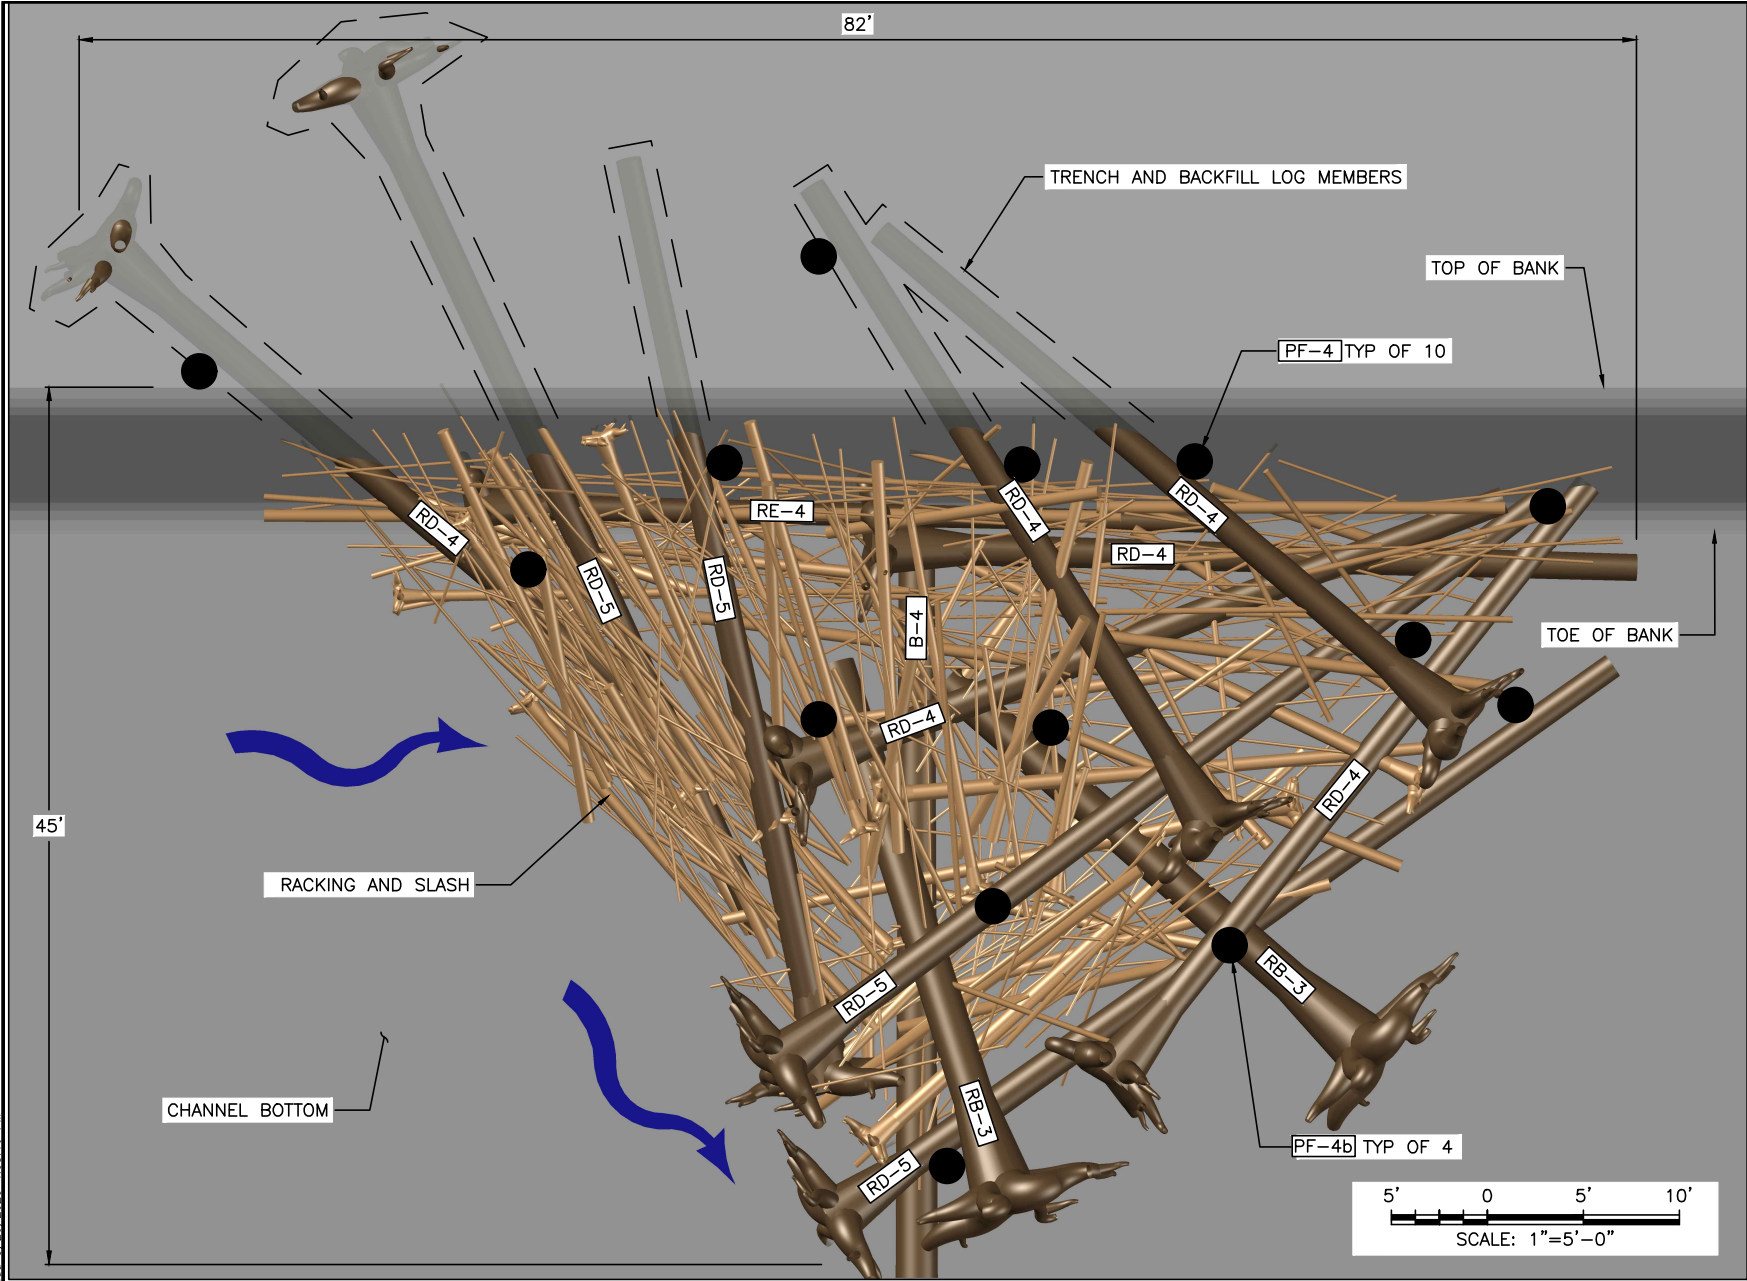 82'
TRENCH AND BACKFILL LOG MEMBERS
TOP OF BANK
PF-4 TYP OF 10
RD-4
RE-4
RD-4
RD-4
RD-4
RD-5
RD-5
B-4
TOE OF BANK
RD-4
RD-4
45'
RACKING AND SLASH
RD-5
RB-3
CHANNEL BOTTOM
RB-3
PF-4b TYP OF 4
RD-5
5' 0 5' 10'
SCALE: 1"=5'-0"